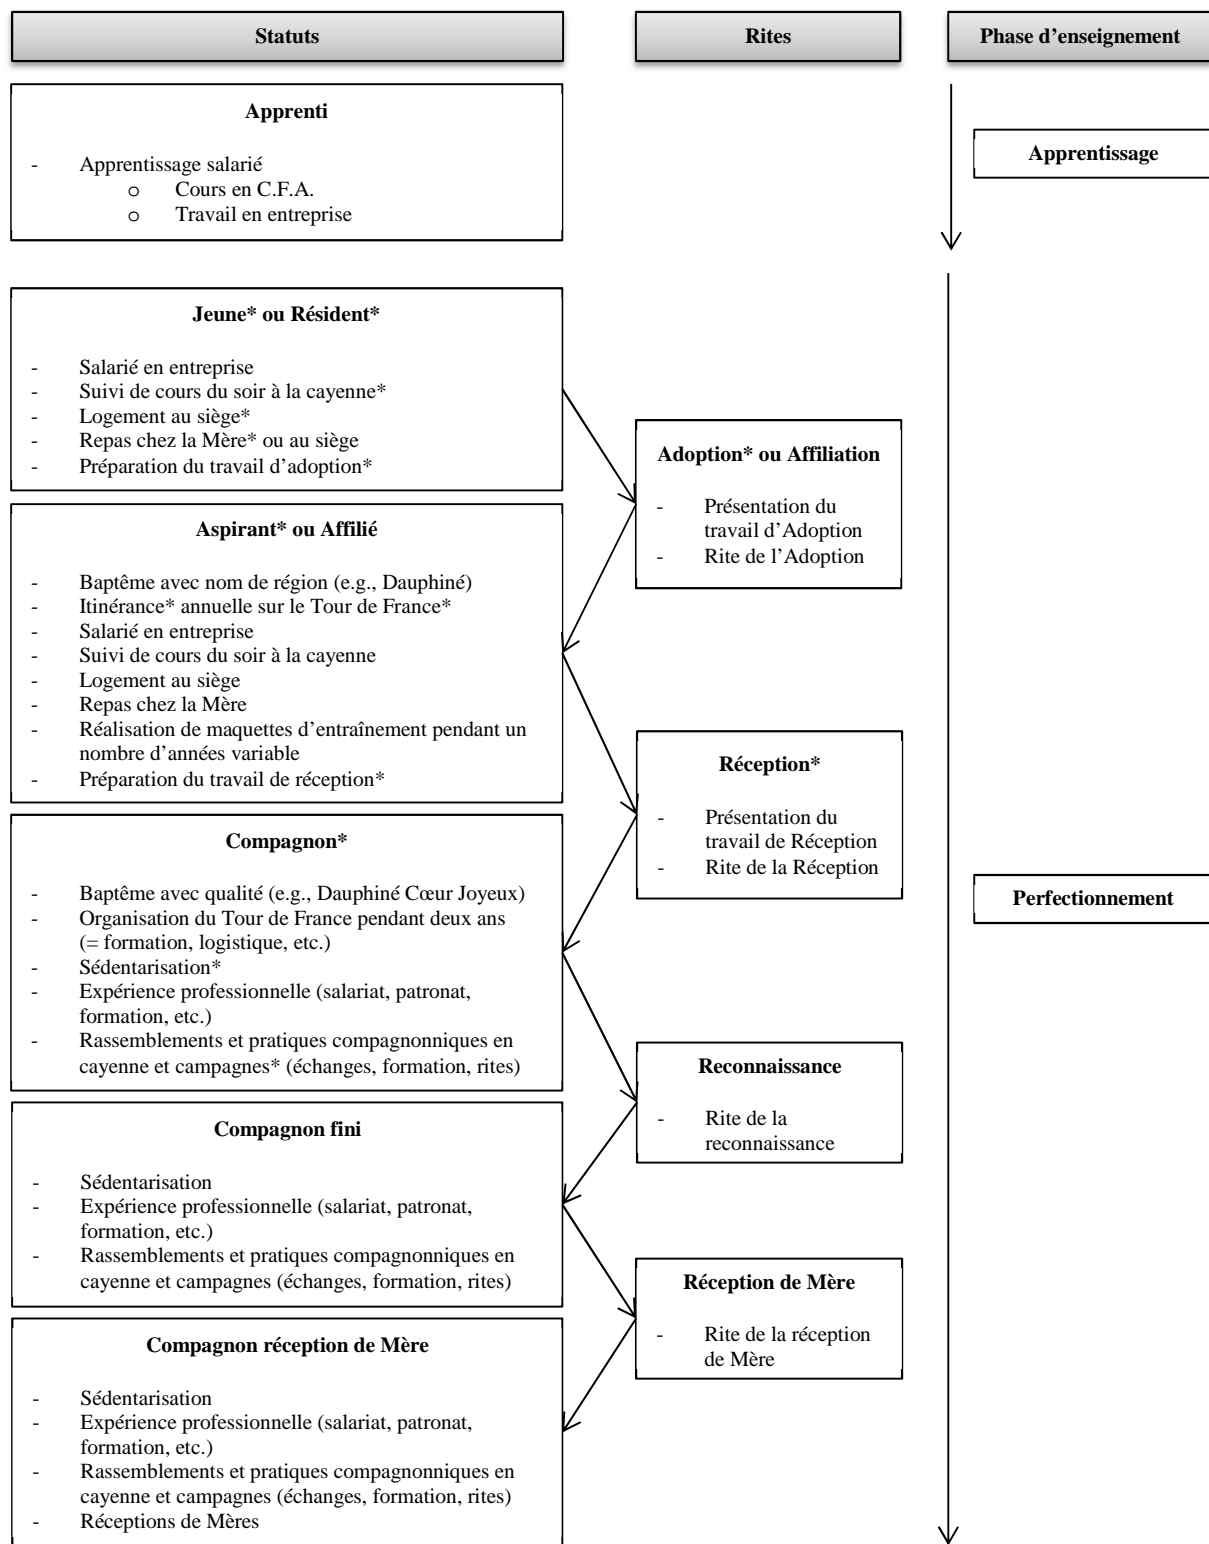 Statuts
Rites
Phase d’enseignement
Apprenti
- Apprentissage salarié
o Cours en C.F.A.
o Travail en entreprise
Apprentissage
Jeune* ou Résident*
- Salarié en entreprise
- Suivi de cours du soir à la cayenne*
- Logement au siège*
- Repas chez la Mère* ou au siège
- Préparation du travail d’adoption*
Adoption* ou Affiliation
- Présentation du
travail d’Adoption
- Rite de l’Adoption
Aspirant* ou Affilié
- Baptême avec nom de région (e.g., Dauphiné)
- Itinérance* annuelle sur le Tour de France*
- Salarié en entreprise
- Suivi de cours du soir à la cayenne
- Logement au siège
- Repas chez la Mère
- Réalisation de maquettes d’entraînement pendant un
nombre d’années variable
- Préparation du travail de réception*
Réception*
- Présentation du
travail de Réception
- Rite de la Réception
Compagnon*
- Baptême avec qualité (e.g., Dauphiné Cœur Joyeux)
- Organisation du Tour de France pendant deux ans
(= formation, logistique, etc.)
- Sédentarisation*
- Expérience professionnelle (salariat, patronat,
formation, etc.)
- Rassemblements et pratiques compagnonniques en
cayenne et campagnes* (échanges, formation, rites)
Perfectionnement
Reconnaissance
- Rite de la
reconnaissance
Compagnon fini
- Sédentarisation
- Expérience professionnelle (salariat, patronat,
formation, etc.)
- Rassemblements et pratiques compagnonniques en
cayenne et campagnes (échanges, formation, rites)
Réception de Mère
- Rite de la réception
de Mère
Compagnon réception de Mère
- Sédentarisation
- Expérience professionnelle (salariat, patronat,
formation, etc.)
- Rassemblements et pratiques compagnonniques en
cayenne et campagnes (échanges, formation, rites)
- Réceptions de Mères